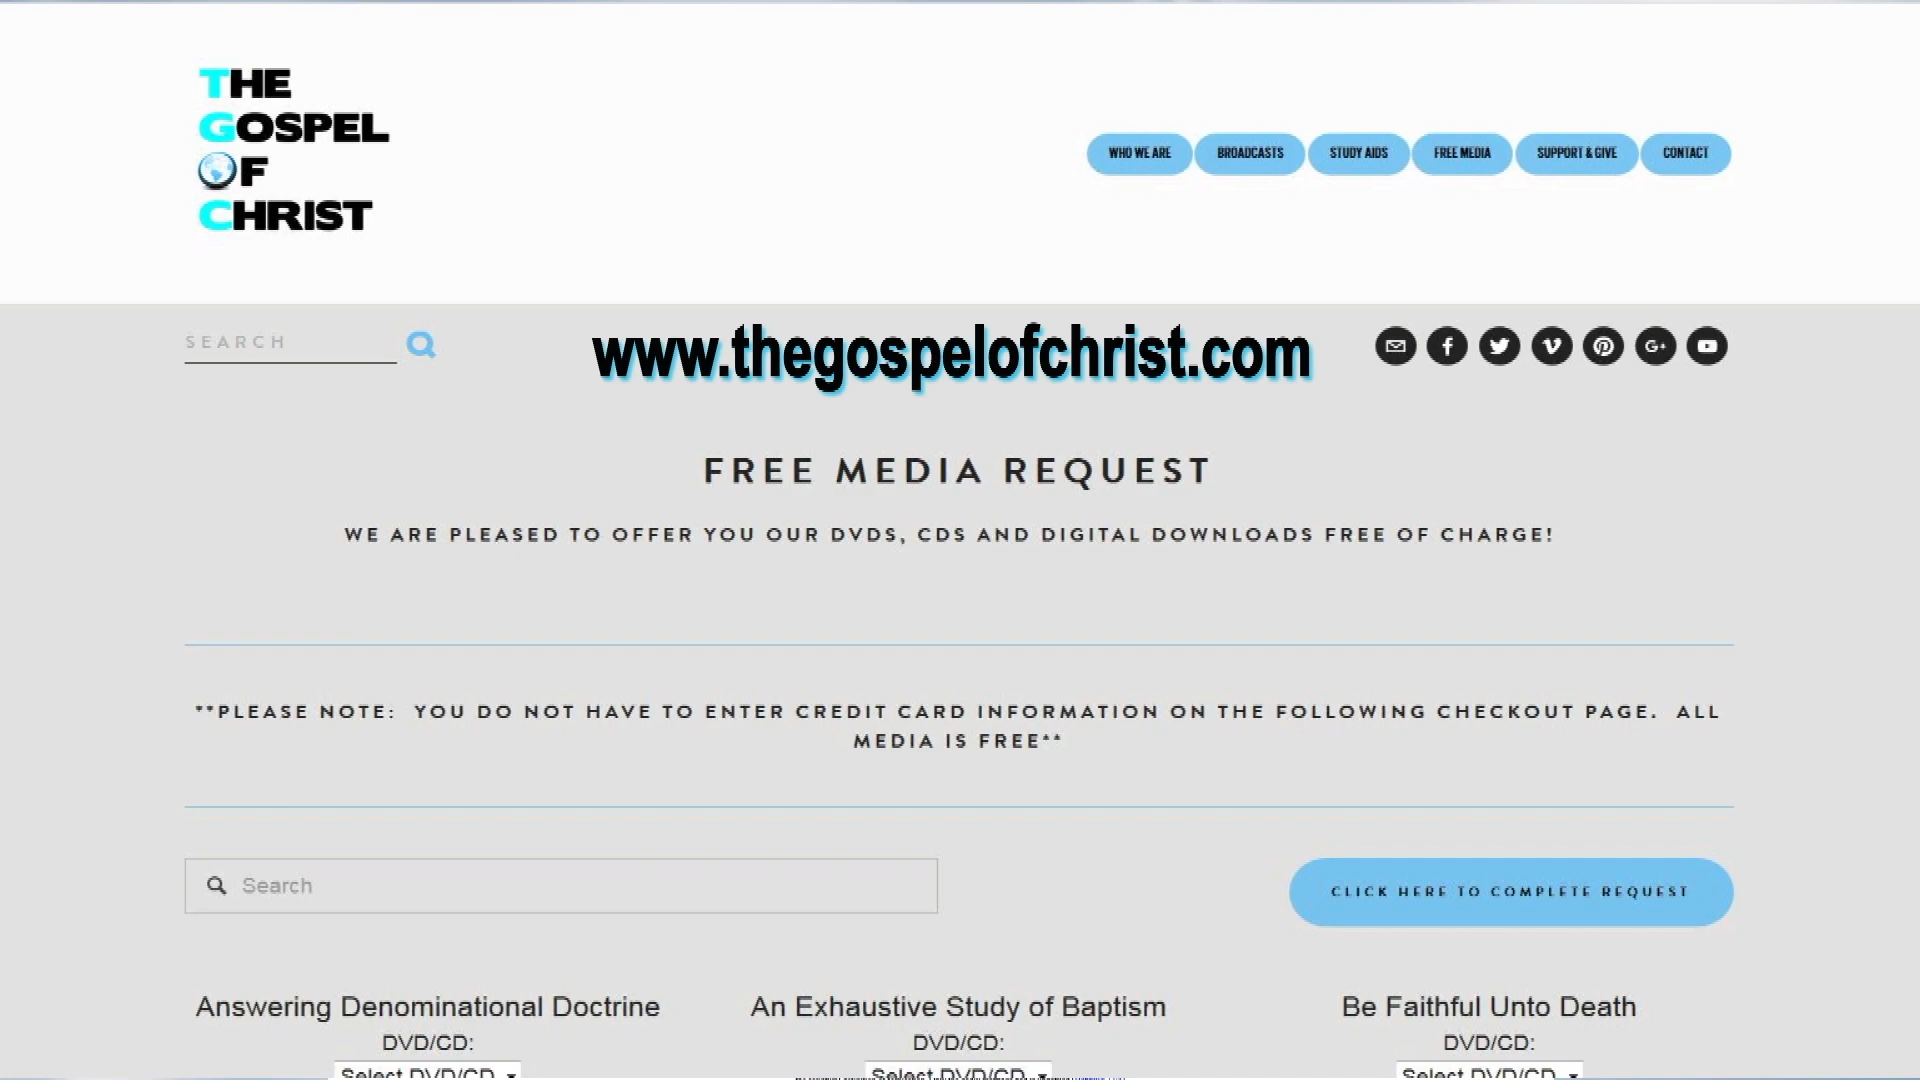 THE
GOSPEL
OF
CHRIST
WHO WE ARE BROADCASTS STUDY AIDS FREE MEDIA SUPPORT & GIVE CONTACT
SEARCH
www.thegospelofchrist.com
G+
FREE MEDIA REQUEST
WE ARE PLEASED TO OFFER YOU OUR DVDS, CDS AND DIGITAL DOWNLOADS FREE OF CHARGE!
**PLEASE NOTE: YOU DO NOT HAVE TO ENTER CREDIT CARD INFORMATION ON THE FOLLOWING CHECKOUT PAGE. ALL
MEDIA IS FREE**
Search
CLICK HERE TO COMPLETE REQUEST
Answering Denominational Doctrine An Exhaustive Study of Baptism Be Faithful Unto Death
DVD/CD: DVD/CD: DVD/CD:
Select DVD/CD Select DVD/CD Select DVD/CD